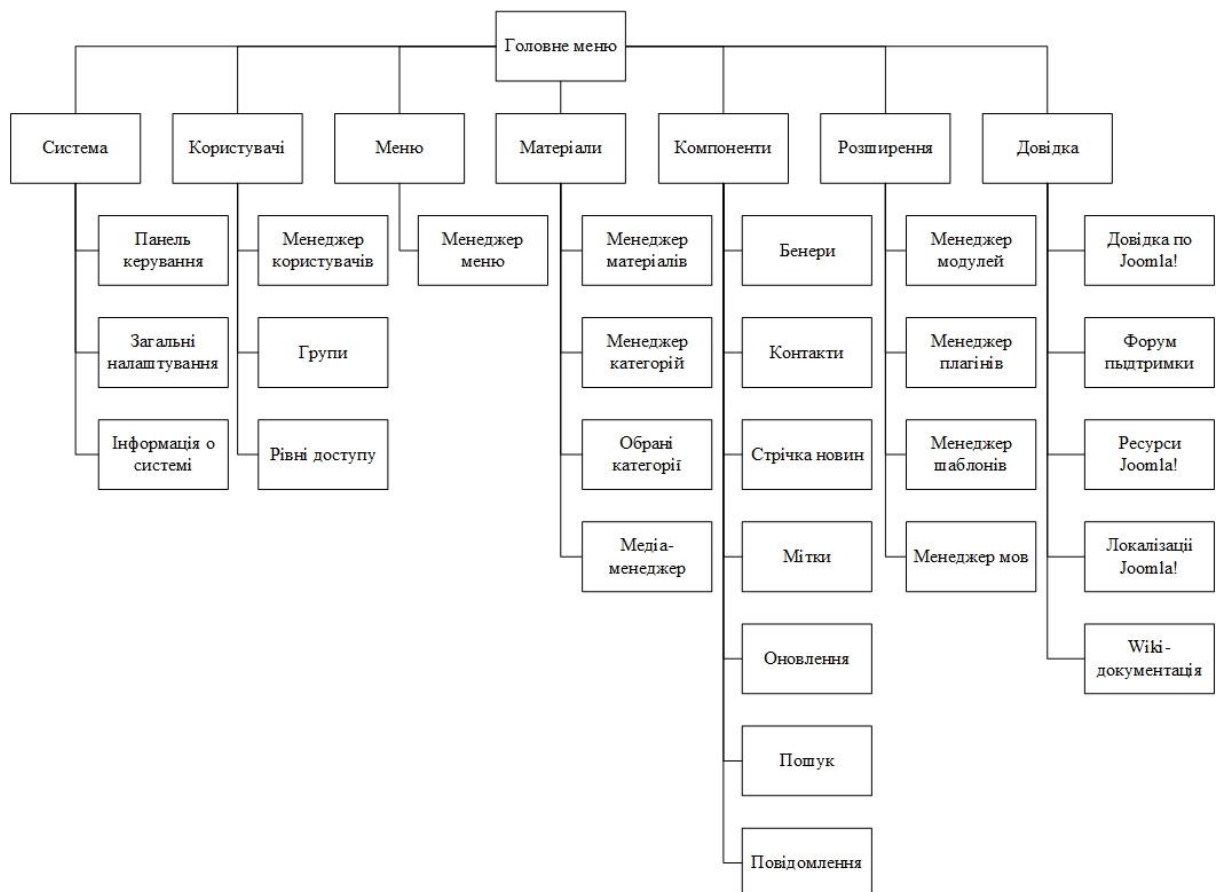 Головне меню
Система
Користувачі
Меню
Матеріали
Компоненти
Розширення
Довідка
Панель
керування
Загальні
налаштування
Інформація о
системі
Менеджер
користувачів
Групи
Рівні доступу
Менеджер
меню
Менеджер
матеріалів
Менеджер
категорій
Обрані
категорії
Медіа-
менеджер
Бенери
Контакти
Стрічка новин
Мітки
Оновлення
Пошук
Повідомлення
Менеджер
модулей
Менеджер
плагінів
Менеджер
шаблонів
Менеджер мов
Довідка по
Joomla!
Форум
пыдтримки
Ресурси
Joomla!
Локалізаціі
Joomla!
Wiki-
документація